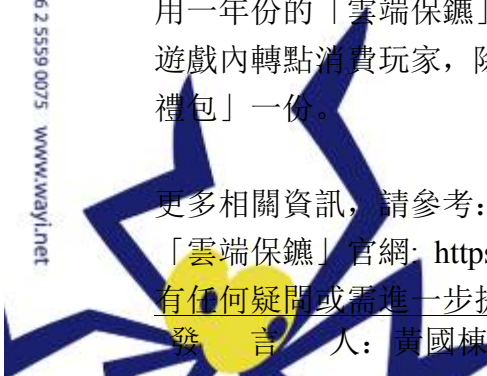 6 2 5559 0075 www.wayi.net
用一年份的「雲端保鑣」
遊戲內轉點消費玩家，除
禮包」一份。
更多相關資訊，請參考：
「雲端保鑣」官網: https
有任何疑問或需進一步
發 言 人：黃國棟